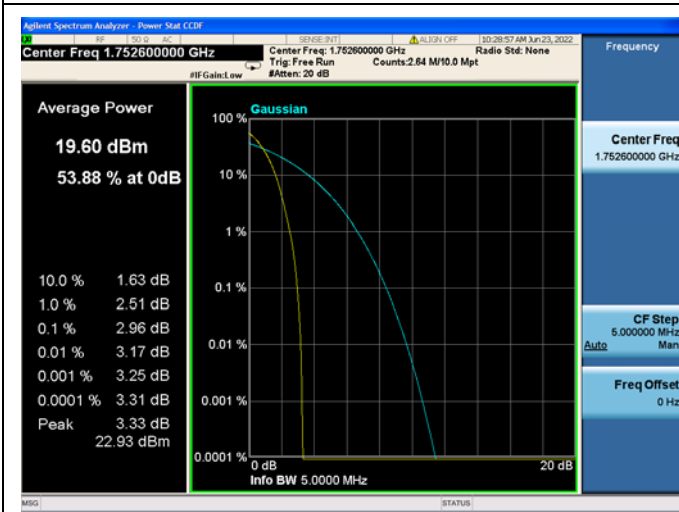 Agilent Spectrum Analyzer - Power Stat CCDF
RF 50 Ω AC SENSE:INT ALIGN OFF 10:28:57 AM Jun 23, 2022
Center Freq 1.752600000 GHz
Center Freq: 1.752600000 GHz Radio Std: None
Trig: Free Run Counts:2.64 M/10.0 Mpt
#IFGain:Low #Atten: 20 dB
Frequency
Average Power
19.60 dBm
53.88 % at 0dB
10.0 % 1.63 dB
1.0 % 2.51 dB
0.1 % 2.96 dB
0.01 % 3.17 dB
0.001 % 3.25 dB
0.0001 % 3.31 dB
Peak 3.33 dB
22.93 dBm
Gaussian
100 %
10 %
1 %
0.1 %
0.01 %
0.001 %
0.0001 %
0 dB 20 dB
Info BW 5.0000 MHz
Center Freq
1.752600000 GHz
CF Step
5.000000 MHz
Auto Man
Freq Offset
0 Hz
MSG STATUS